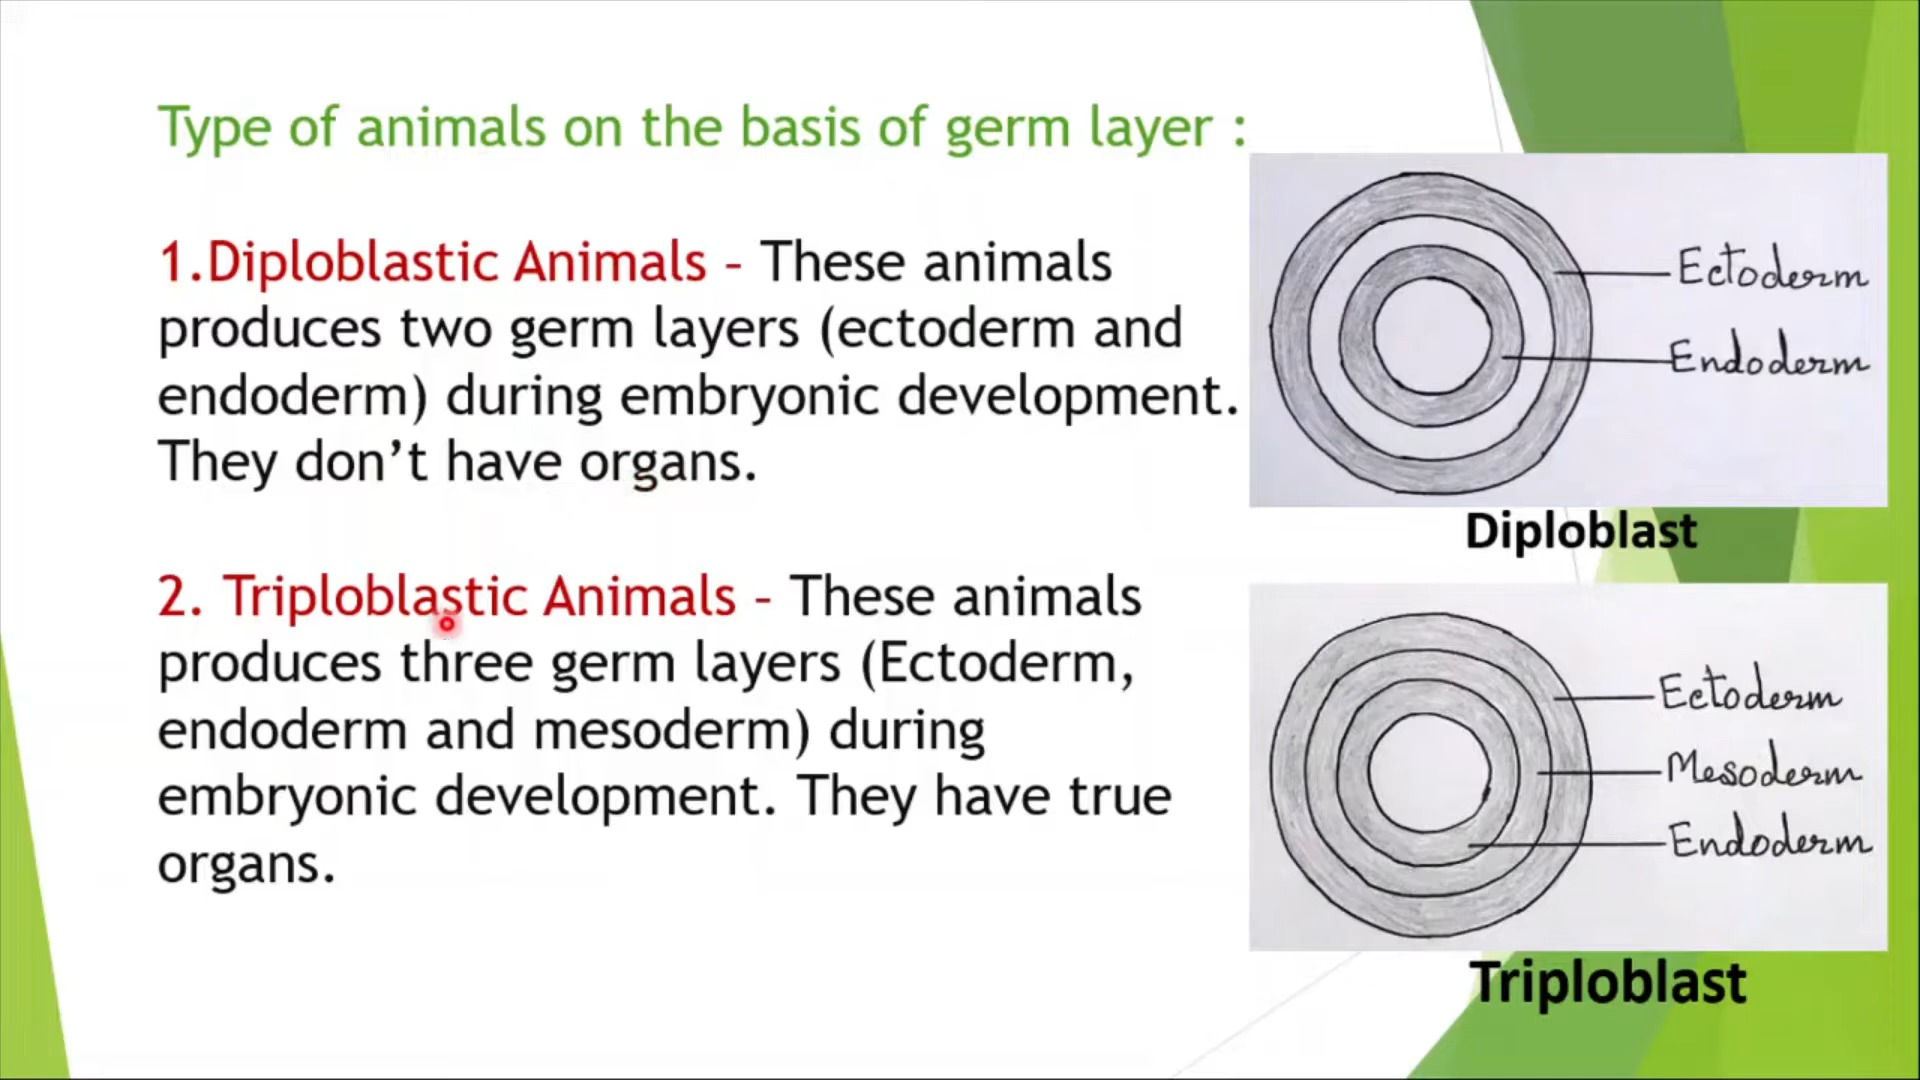 Type of animals on the basis of germ layer :
1.Diploblastic Animals – These animals
produces two germ layers (ectoderm and
endoderm) during embryonic development.
They don’t have organs.
2. Triploblastic Animals – These animals
produces three germ layers (Ectoderm,
endoderm and mesoderm) during
embryonic development. They have true
organs.
Ectoderm
Endoderm
Diploblast
Ectoderm
Mesoderm
Endoderm
Triploblast